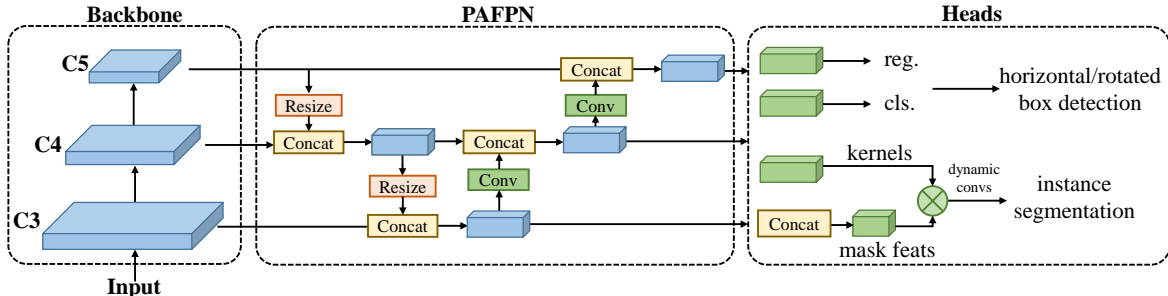 Backbone
PAFPN
Heads
C5
C4
C3
Input
Resize
Concat
Resize
Concat
Concat
Conv
Concat
Conv
reg.
cls.
horizontal/rotated
box detection
kernels
dynamic
convs
instance
segmentation
Concat
mask feats